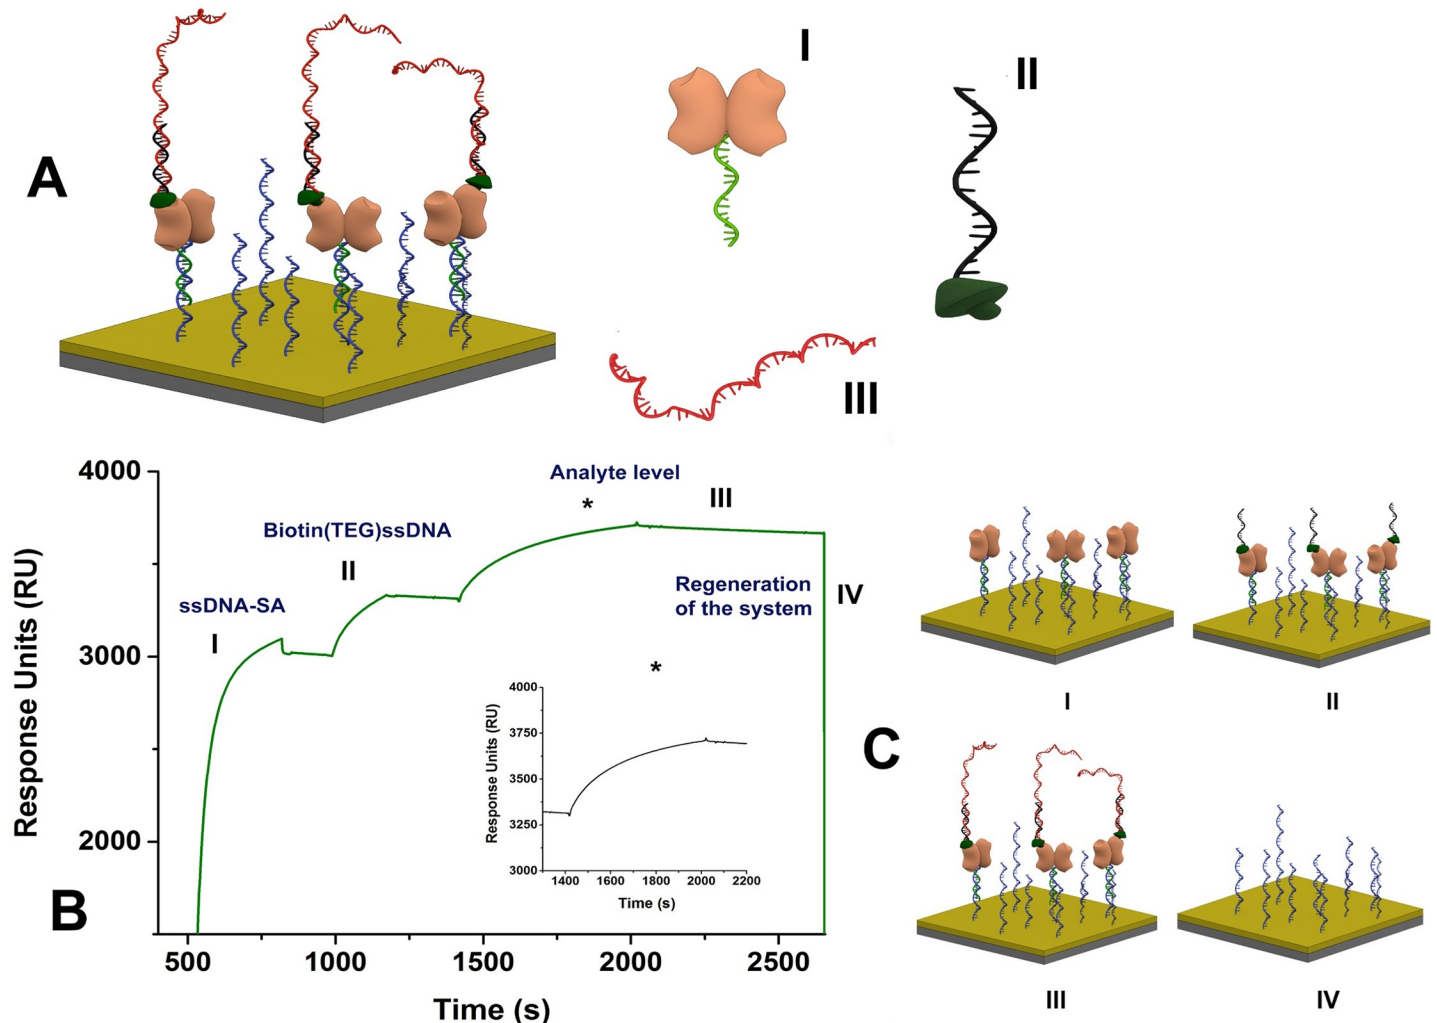 A
I
II
III
B
4000
3000
2000
Response Units (RU)
500
1000
1500
2000
2500
Time (s)
ssDNA-SA
I
Biotin(TEG)ssDNA
II
Analyte level
*
III
Regeneration
of the system
IV
*
4000
3750
3500
3250
3000
Response Units (RU)
1400
1600
1800
2000
2200
Time (s)
C
I
II
III
IV